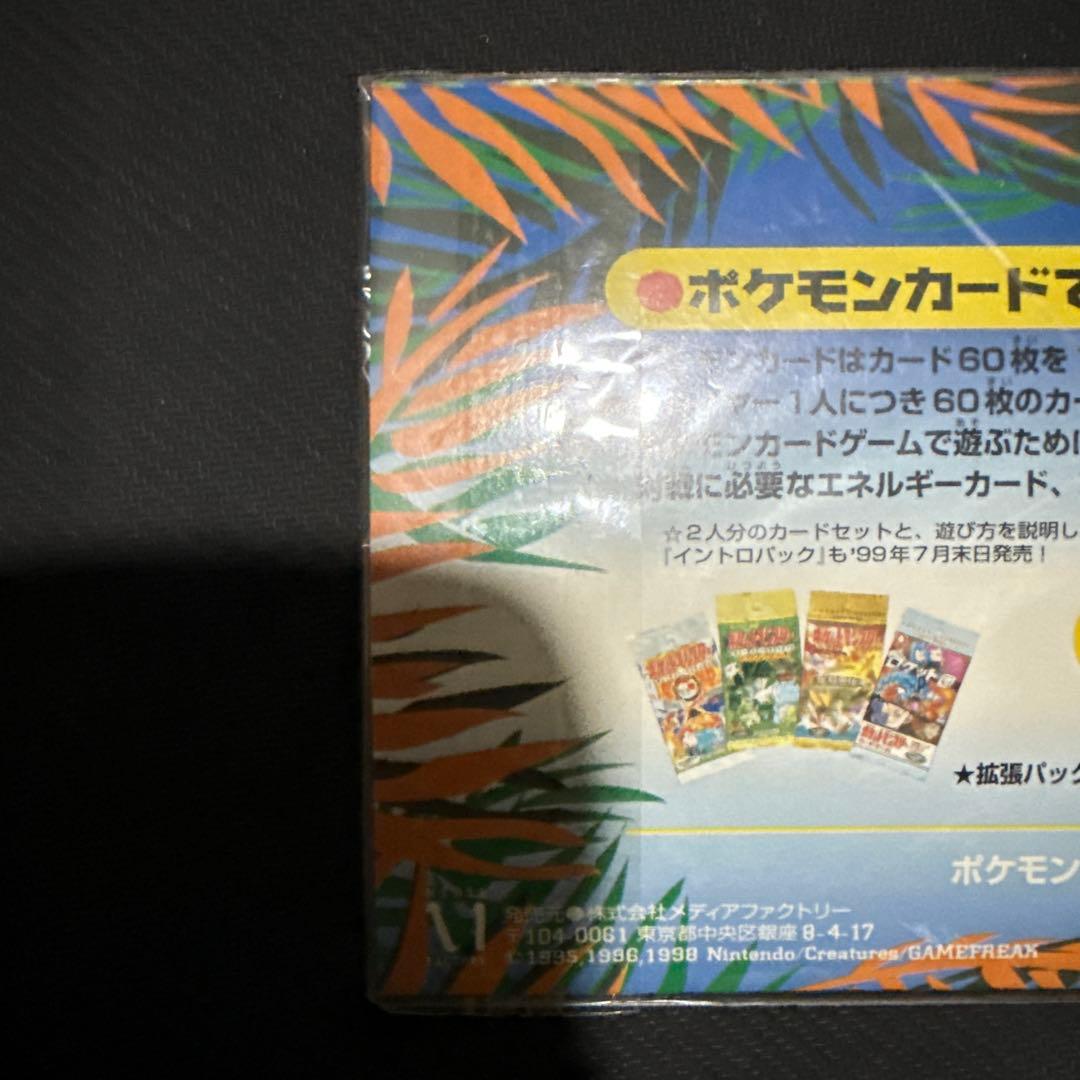 ●ポケモンカードで
モンカードはカード60枚を
ヤー1人につき60枚のカー
モンカードゲームで遊ぶために
対戦に必要なエネルギーカード、
☆2人分のカードセットと、遊び方を説明し
『イントロパック』も'99年7月末日発売！
★拡張パック
ポケモン
発売元●株式会社メディアファクトリー
〒104-0061 東京都中央区銀座8-4-17
©1995,1996,1998 Nintendo/Creatures/GAMEFREAK